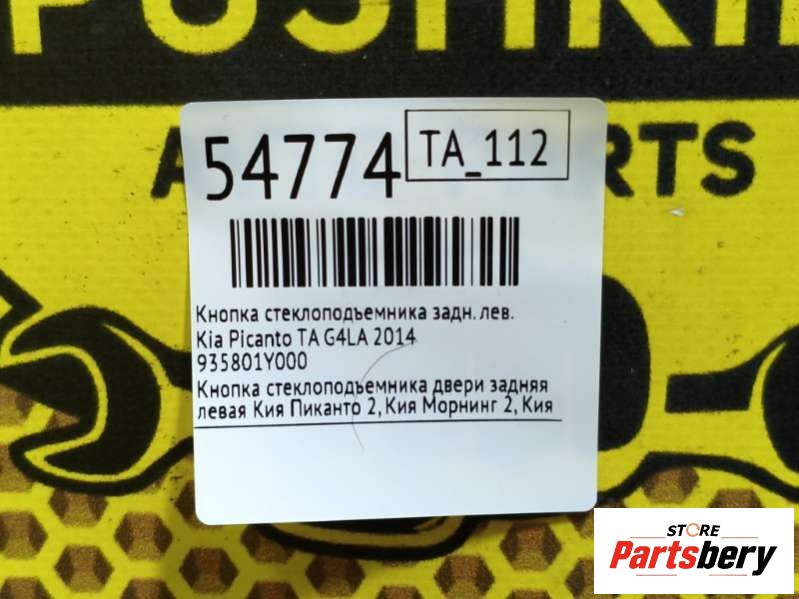 54774
TA_112
RTS
Кнопка стеклоподъемника задн. лев.
Kia Picanto TA G4LA 2014
935801Y000
Кнопка стеклоподъемника двери задняя
левая Кия Пиканто 2, Кия Морнинг 2, Кия
STORE
Partsbery